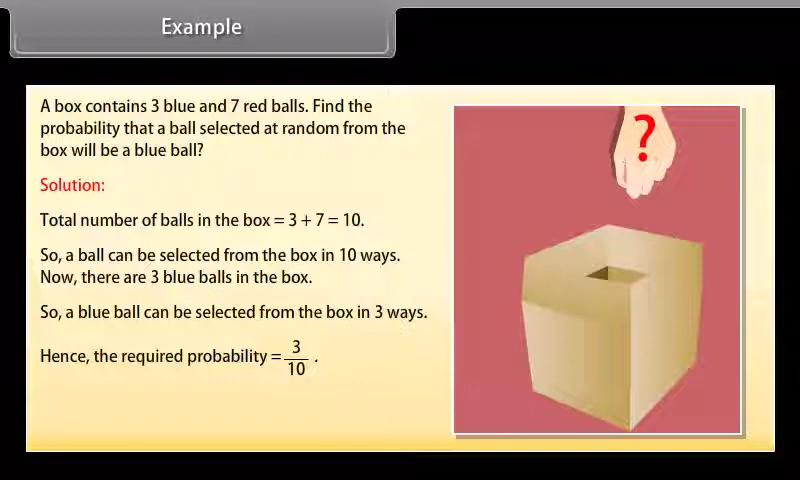 Example
A box contains 3 blue and 7 red balls. Find the
probability that a ball selected at random from the
box will be a blue ball?
Solution:
Total number of balls in the box = 3 + 7 = 10.
So, a ball can be selected from the box in 10 ways.
Now, there are 3 blue balls in the box.
So, a blue ball can be selected from the box in 3 ways.
Hence, the required probability = 3/10 .
?